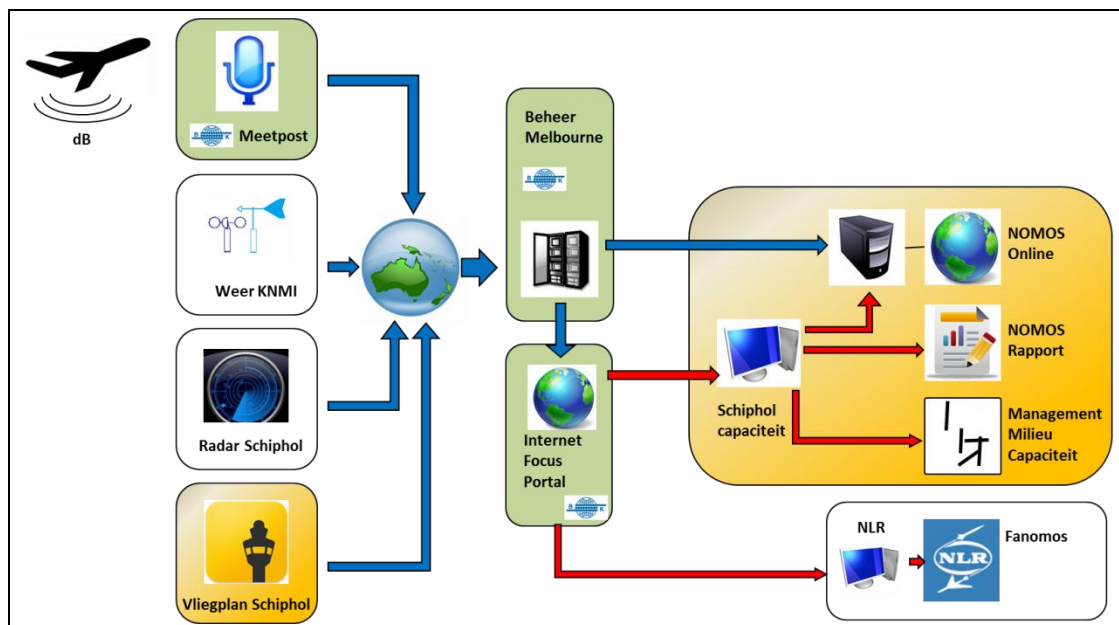 dB
B K
Meetpost
Weer KNMI
Radar Schiphol
Vliegplan Schiphol
Beheer
Melbourne
B K
Internet
Focus
Portal
B K
Schiphol
capaciteit
NOMOS
Online
NOMOS
Rapport
Management
Milieu
Capaciteit
NLR
NLR
Fanomos